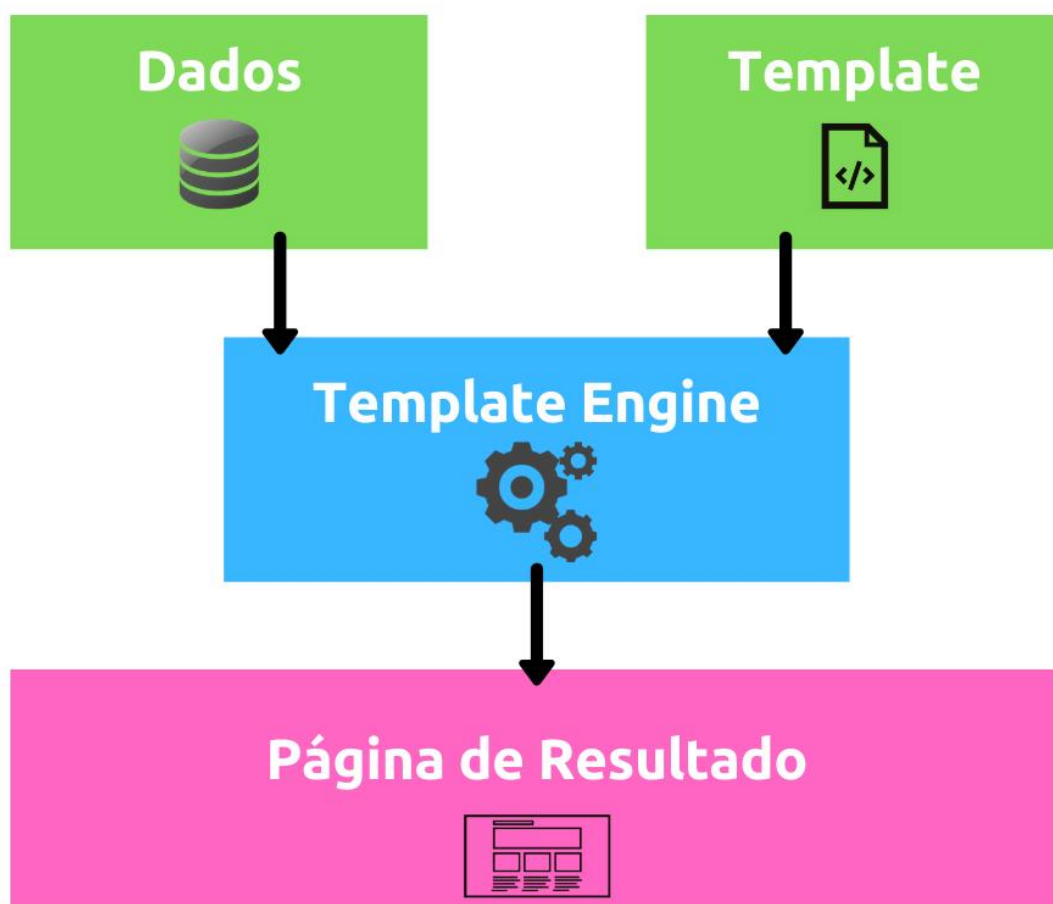 Dados
Template
</>
Template Engine
Página de Resultado